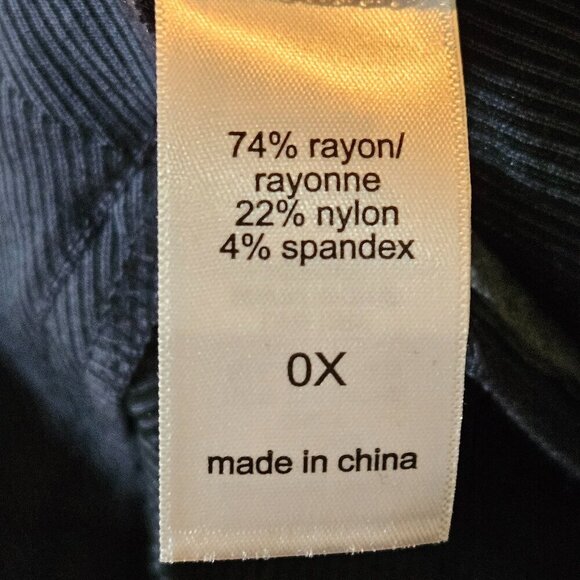 74% rayon/
rayonne
22% nylon
4% spandex
0X
made in china